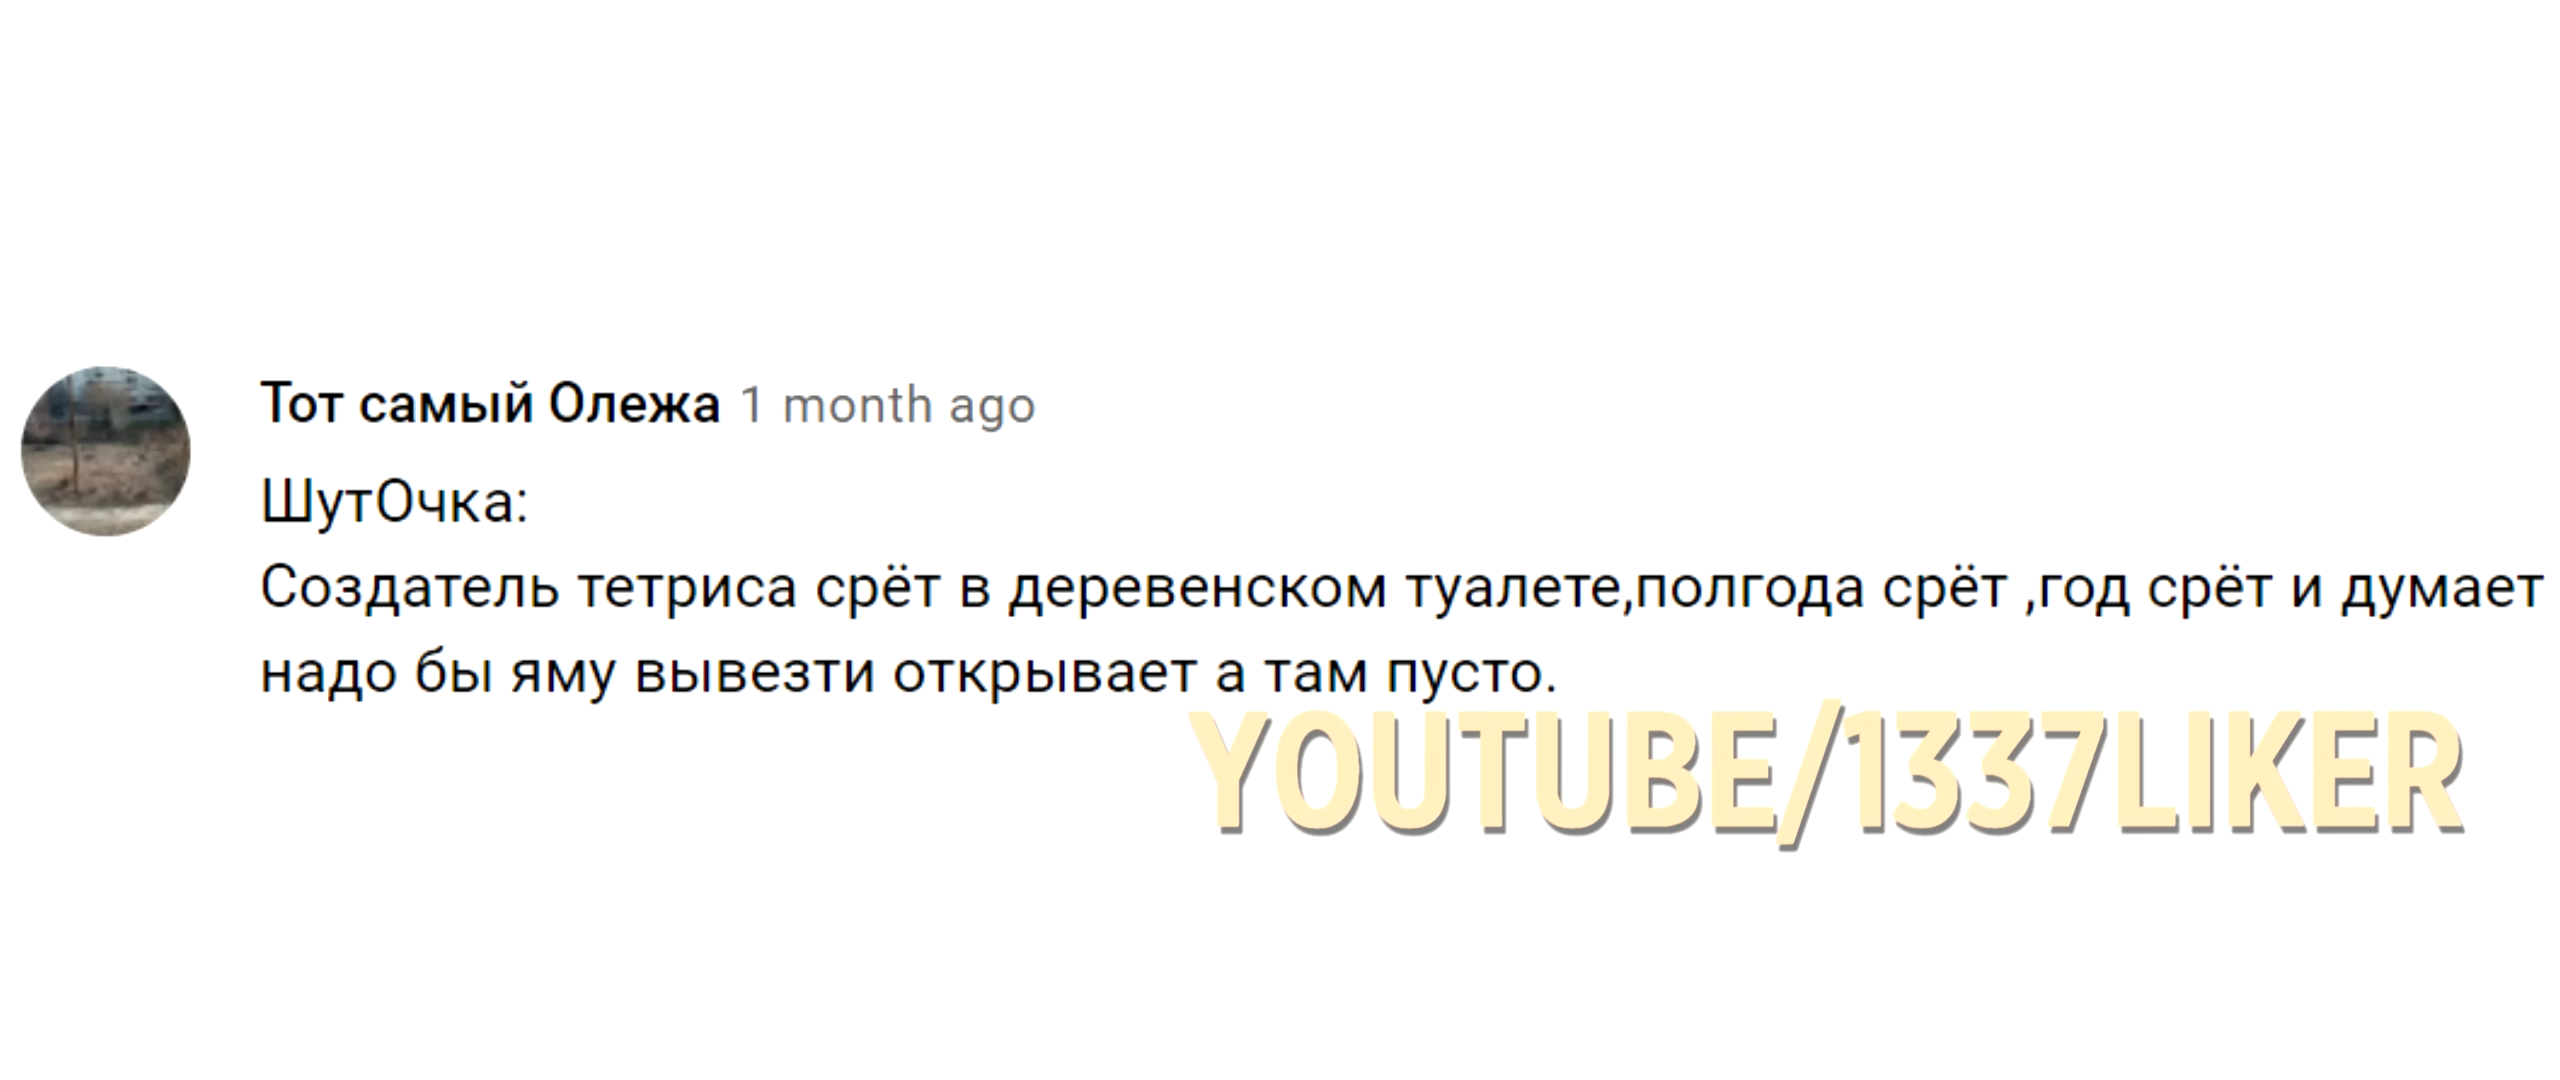 Тот самый Олежа 1 month ago
ШутОчка:
Создатель тетриса срёт в деревенском туалете,полгода срёт ,год срёт и думает
надо бы яму вывезти открывает а там пусто.
YOUTUBE/1337LIKER